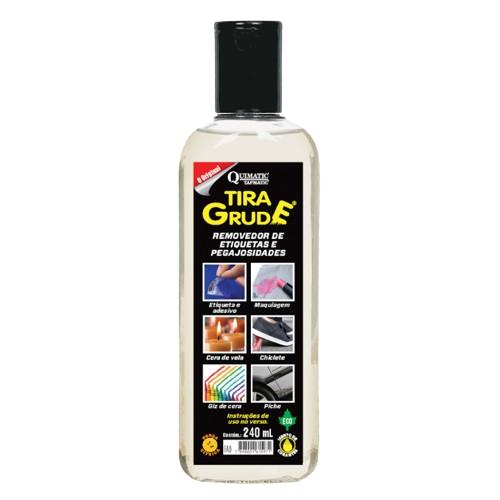 O Original
QUIMATIC
TAPMATIC
TIRA
GRUDE®
REMOVEDOR DE
ETIQUETAS E
PEGAJOSIDADES
Etiqueta e
adesivo
Maquiagem
Cera de vela
Chiclete
Giz de cera
Piche
Instruções de
uso no verso.
ECO
Contém.: 240 mL